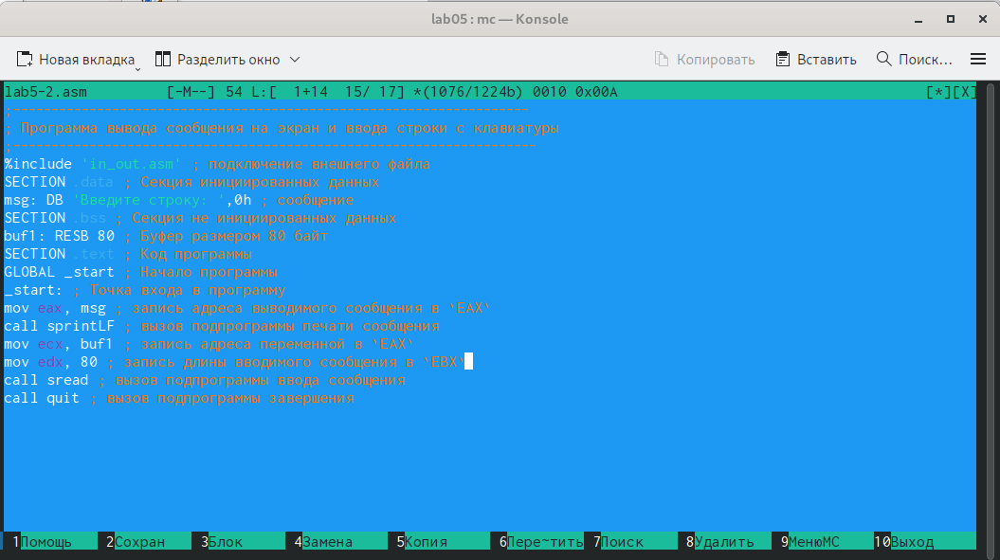 lab05 : mc — Konsole
Новая вкладка Разделить окно Копировать Вставить Поиск...
lab5-2.asm [-M--] 54 L:[ 1+14 15/ 17] *(1076/1224b) 0010 0x00A [*][X]
;------------------------------------------------------------
; Программа вывода сообщения на экран и ввода строки с клавиатуры
;-------------------------------------------------------------
%include 'in_out.asm' ; подключение внешнего файла
SECTION .data ; Секция инициированных данных
msg: DB 'Введите строку: ',0h ; сообщение
SECTION .bss ; Секция не инициированных данных
buf1: RESB 80 ; Буфер размером 80 байт
SECTION .text ; Код программы
GLOBAL _start ; Начало программы
_start: ; Точка входа в программу
mov eax, msg ; запись адреса выводимого сообщения в `EAX`
call sprintLF ; вызов подпрограммы печати сообщения
mov ecx, buf1 ; запись адреса переменной в `EAX`
mov edx, 80 ; запись длины вводимого сообщения в `EBX`
call sread ; вызов подпрограммы ввода сообщения
call quit ; вызов подпрограммы завершения
1Помощь 2Сохран 3Блок 4Замена 5Копия 6Пере~тить 7Поиск 8Удалить 9МенюМС 10Выход